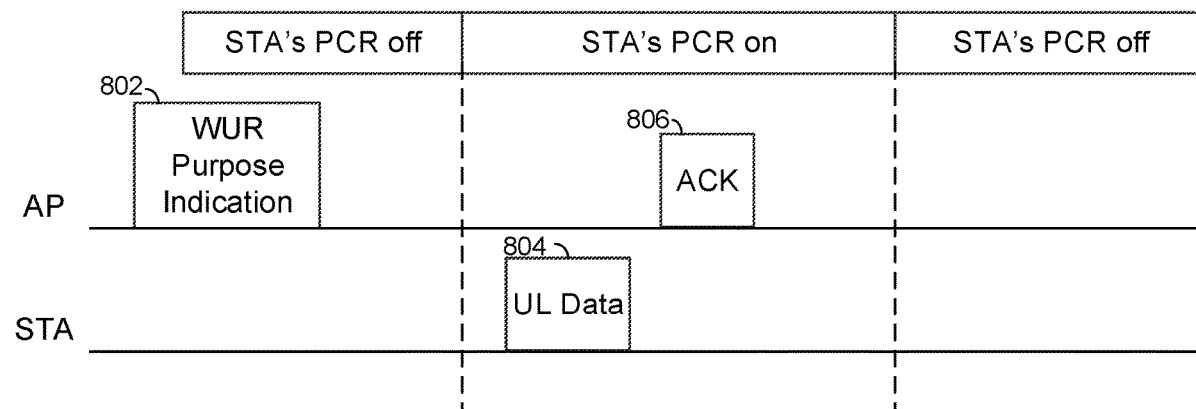 STA's PCR off
STA's PCR on
STA's PCR off
802
WUR
Purpose
Indication
806
ACK
AP
804
UL Data
STA